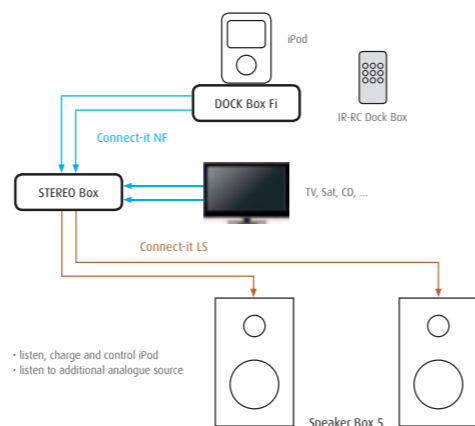 iPod
DOCK Box Fi
IR-RC Dock Box
Connect-it NF
STEREO Box
TV, Sat, CD, ...
Connect-it LS
· listen, charge and control iPod
· listen to additional analogue source
Speaker Box 5